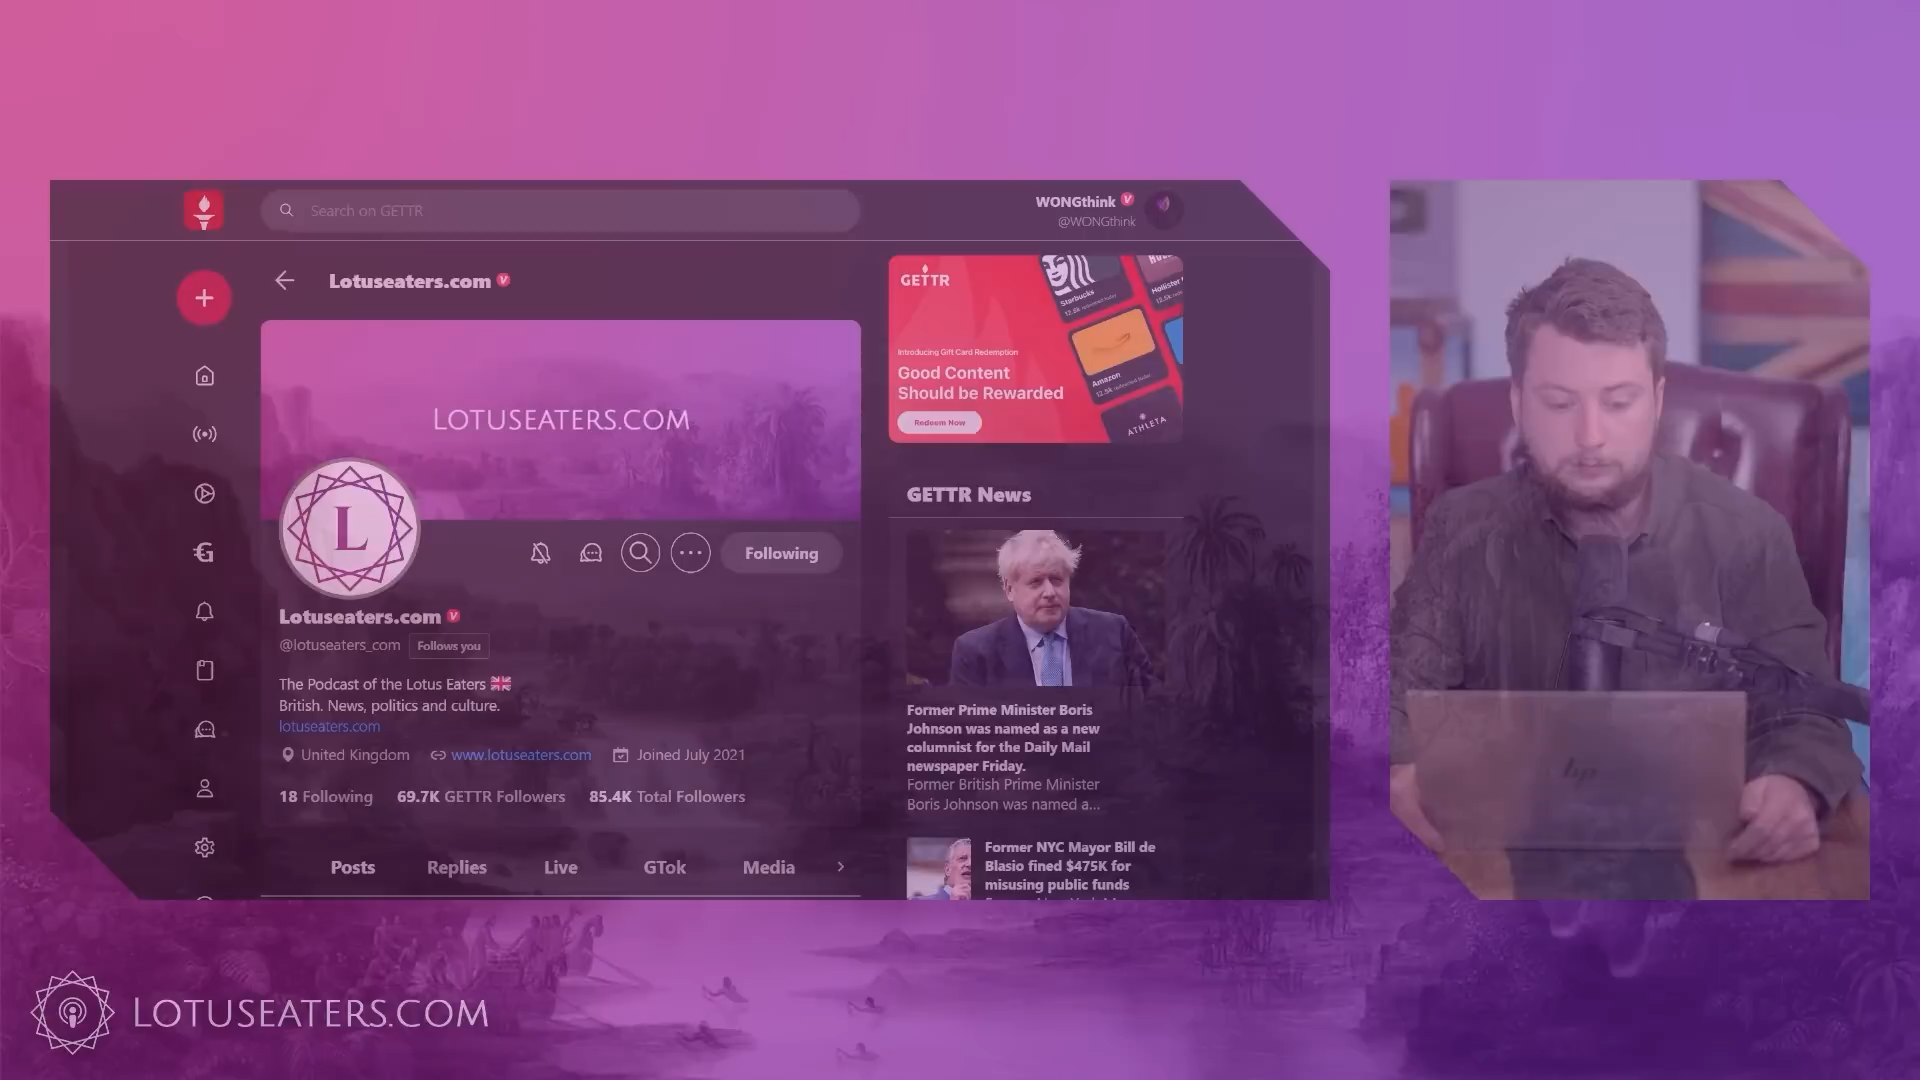 Search on GETTR
WONGthink
@WONGthink
Lotuseaters.com
LOTUSEATERS.COM
L
Following
Lotuseaters.com
@lotuseaters_com
Follows you
The Podcast of the Lotus Eaters 🇬🇧
British. News, politics and culture.
lotuseaters.com
United Kingdom
www.lotuseaters.com
Joined July 2021
18 Following
69.7K GETTR Followers
85.4K Total Followers
Posts
Replies
Live
GTok
Media
GETTR
Introducing Gift Card Redemption
Good Content
Should be Rewarded
Redeem Now
Starbucks
Hollister
Amazon
ATHLETA
GETTR News
Former Prime Minister Boris
Johnson was named as a new
columnist for the Daily Mail
newspaper Friday.
Former British Prime Minister
Boris Johnson was named a...
Former NYC Mayor Bill de
Blasio fined $475K for
misusing public funds
hp
LOTUSEATERS.COM